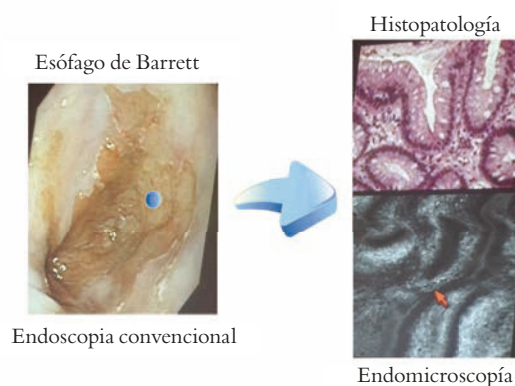 Histopatología
Esófago de Barrett
Endoscopia convencional
Endomicroscopía